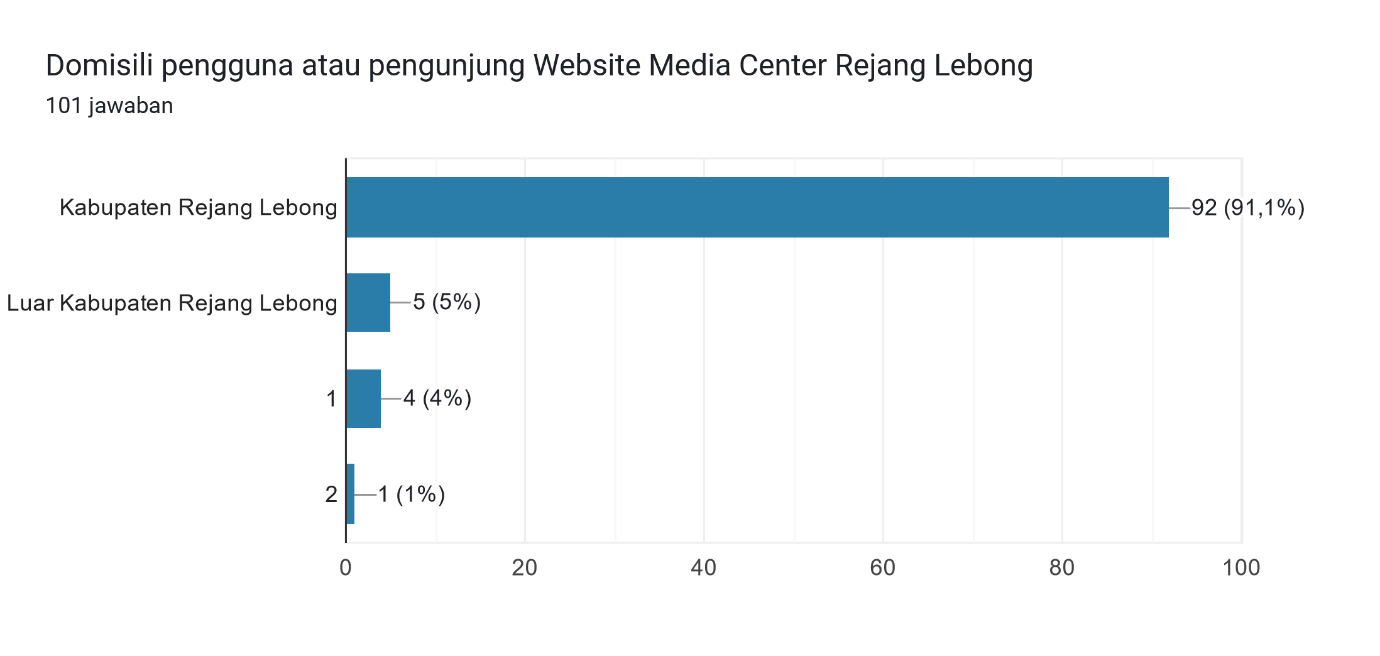 Domisili pengguna atau pengunjung Website Media Center Rejang Lebong
101 jawaban
Kabupaten Rejang Lebong
92 (91,1%)
Luar Kabupaten Rejang Lebong
5 (5%)
1
4 (4%)
2
1 (1%)
0 20 40 60 80 100